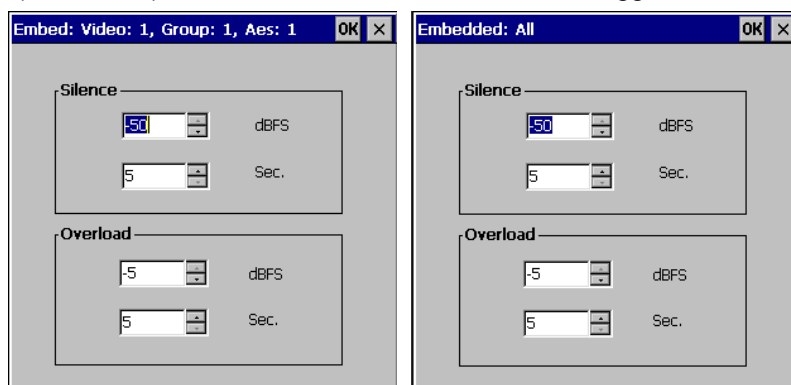 Embed: Video: 1, Group: 1, Aes: 1 OK ×
Silence
-50 dBFS
5 Sec.
Overload
-5 dBFS
5 Sec.
Embedded: All OK ×
Silence
-50 dBFS
5 Sec.
Overload
-5 dBFS
5 Sec.